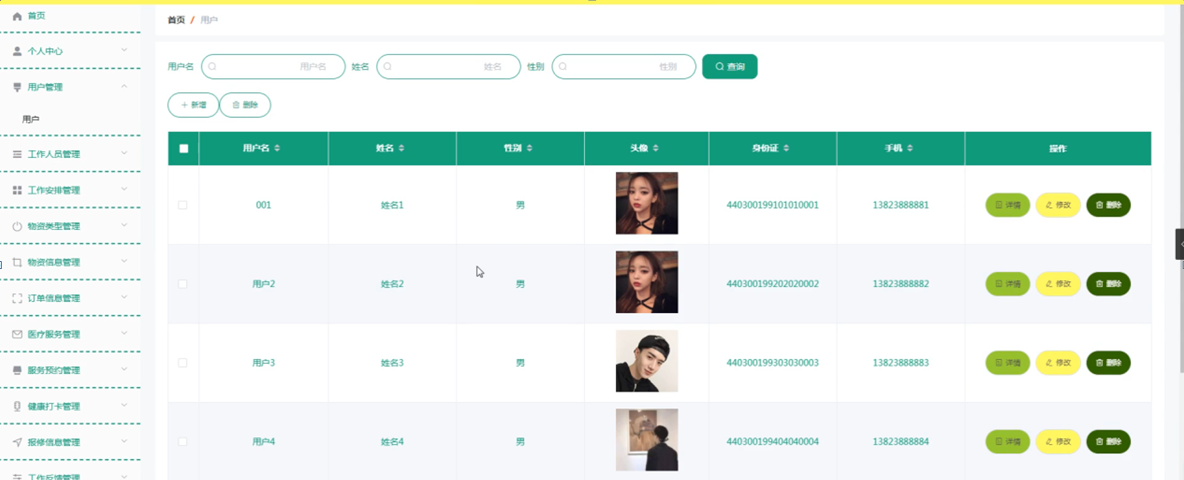 首页
个人中心
用户管理
用户
工作人员管理
工作安排管理
物资类型管理
物资信息管理
订单信息管理
医疗服务管理
服务预约管理
健康打卡管理
报修信息管理
工作反馈管理
首页 / 用户
用户名 用户名 姓名 姓名 性别 性别 查询
新增 删除
用户名 姓名 性别 头像 身份证 手机 操作
001 姓名1 男 440300199101010001 13823888881 详情 修改 删除
用户2 姓名2 男 440300199202020002 13823888882 详情 修改 删除
用户3 姓名3 男 440300199303030003 13823888883 详情 修改 删除
用户4 姓名4 男 440300199404040004 13823888884 详情 修改 删除